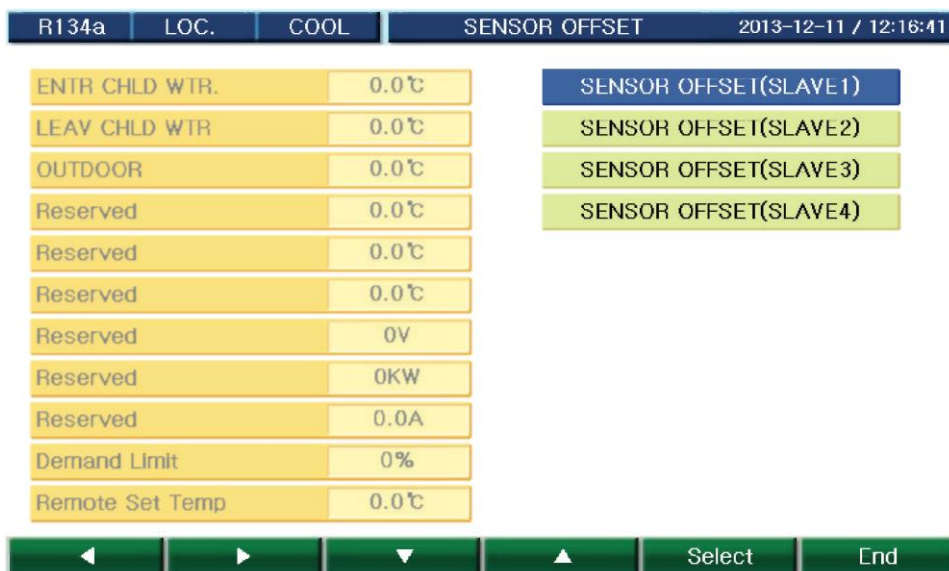 R134a LOC. COOL SENSOR OFFSET 2013-12-11 / 12:16:41
ENTR CHLD WTR. 0.0℃ SENSOR OFFSET(SLAVE1)
LEAV CHLD WTR 0.0℃ SENSOR OFFSET(SLAVE2)
OUTDOOR 0.0℃ SENSOR OFFSET(SLAVE3)
Reserved 0.0℃ SENSOR OFFSET(SLAVE4)
Reserved 0.0℃
Reserved 0.0℃
Reserved 0V
Reserved 0KW
Reserved 0.0A
Demand Limit 0%
Remote Set Temp 0.0℃
Select End